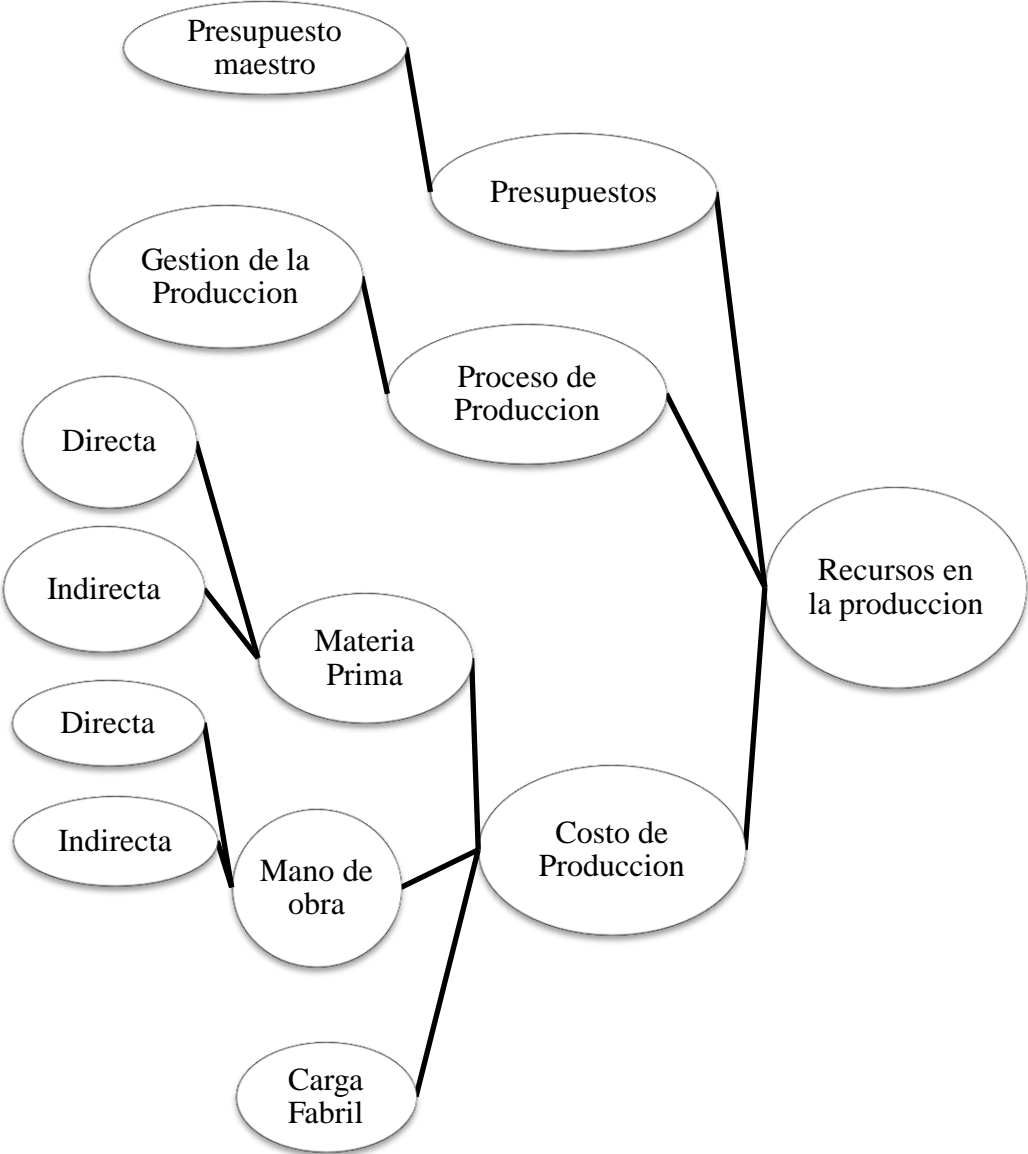 Presupuesto
maestro
Presupuestos
Gestion de la
Produccion
Proceso de
Produccion
Directa
Indirecta
Recursos en
la produccion
Materia
Prima
Directa
Indirecta
Costo de
Produccion
Mano de
obra
Carga
Fabril